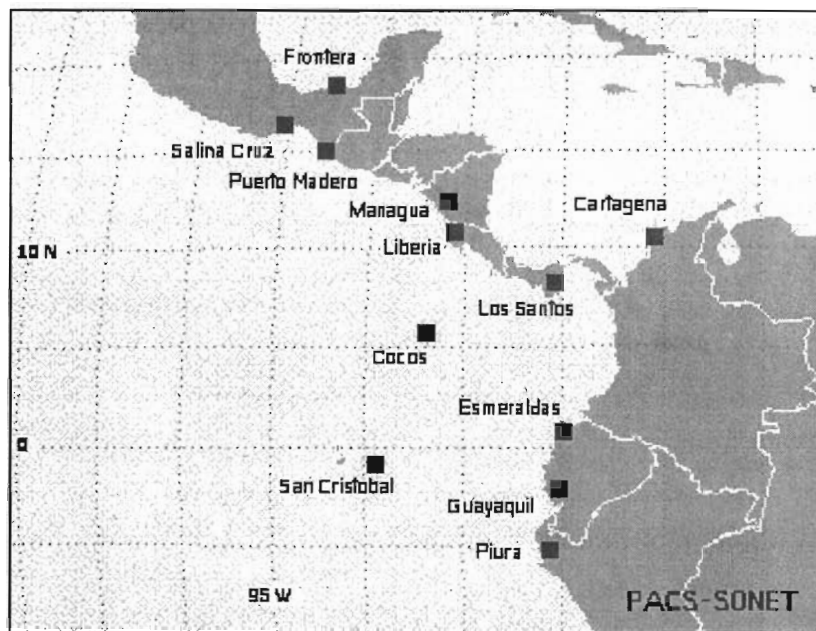 Frontera
Salina Cruz
Puerto Madero
Managua
Cartagena
Liberia
10 N
Los Santos
Cocos
Esmeraldas
0
San Cristobal
Guayaquil
Piura
95 W
PACS-SONET